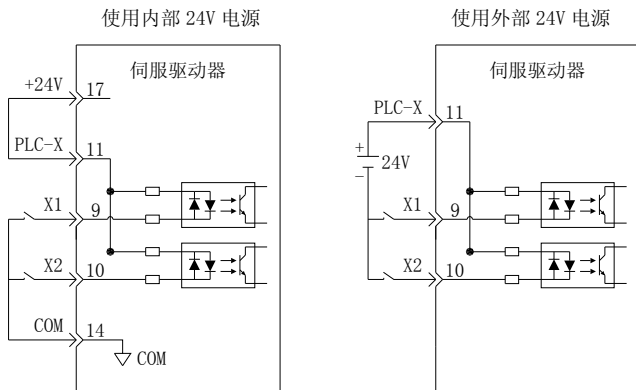 使用内部 24V 电源
伺服驱动器
+24V
17
PLC-X
11
X1
9
X2
10
COM
14
COM
使用外部 24V 电源
伺服驱动器
PLC-X
11
+
24V
−
X1
9
X2
10